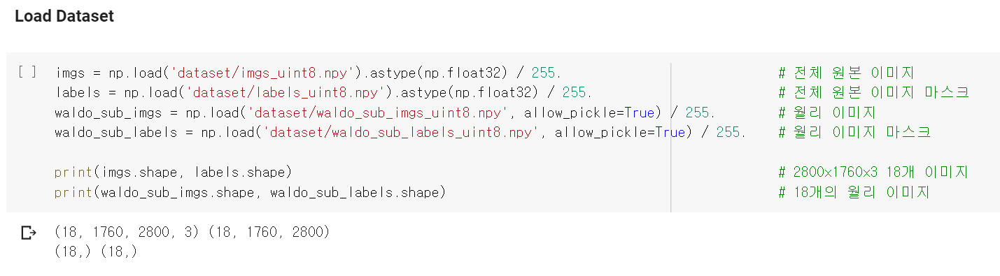 Load Dataset
[ ] imgs = np.load('dataset/imgs_uint8.npy').astype(np.float32) / 255. # 전체 원본 이미지
labels = np.load('dataset/labels_uint8.npy').astype(np.float32) / 255. # 전체 원본 이미지 마스크
waldo_sub_imgs = np.load('dataset/waldo_sub_imgs_uint8.npy', allow_pickle=True) / 255. # 월리 이미지
waldo_sub_labels = np.load('dataset/waldo_sub_labels_uint8.npy', allow_pickle=True) / 255. # 월리 이미지 마스크
print(imgs.shape, labels.shape) # 2800x1760x3 18개 이미지
print(waldo_sub_imgs.shape, waldo_sub_labels.shape) # 18개의 월리 이미지
(18, 1760, 2800, 3) (18, 1760, 2800)
(18,) (18,)